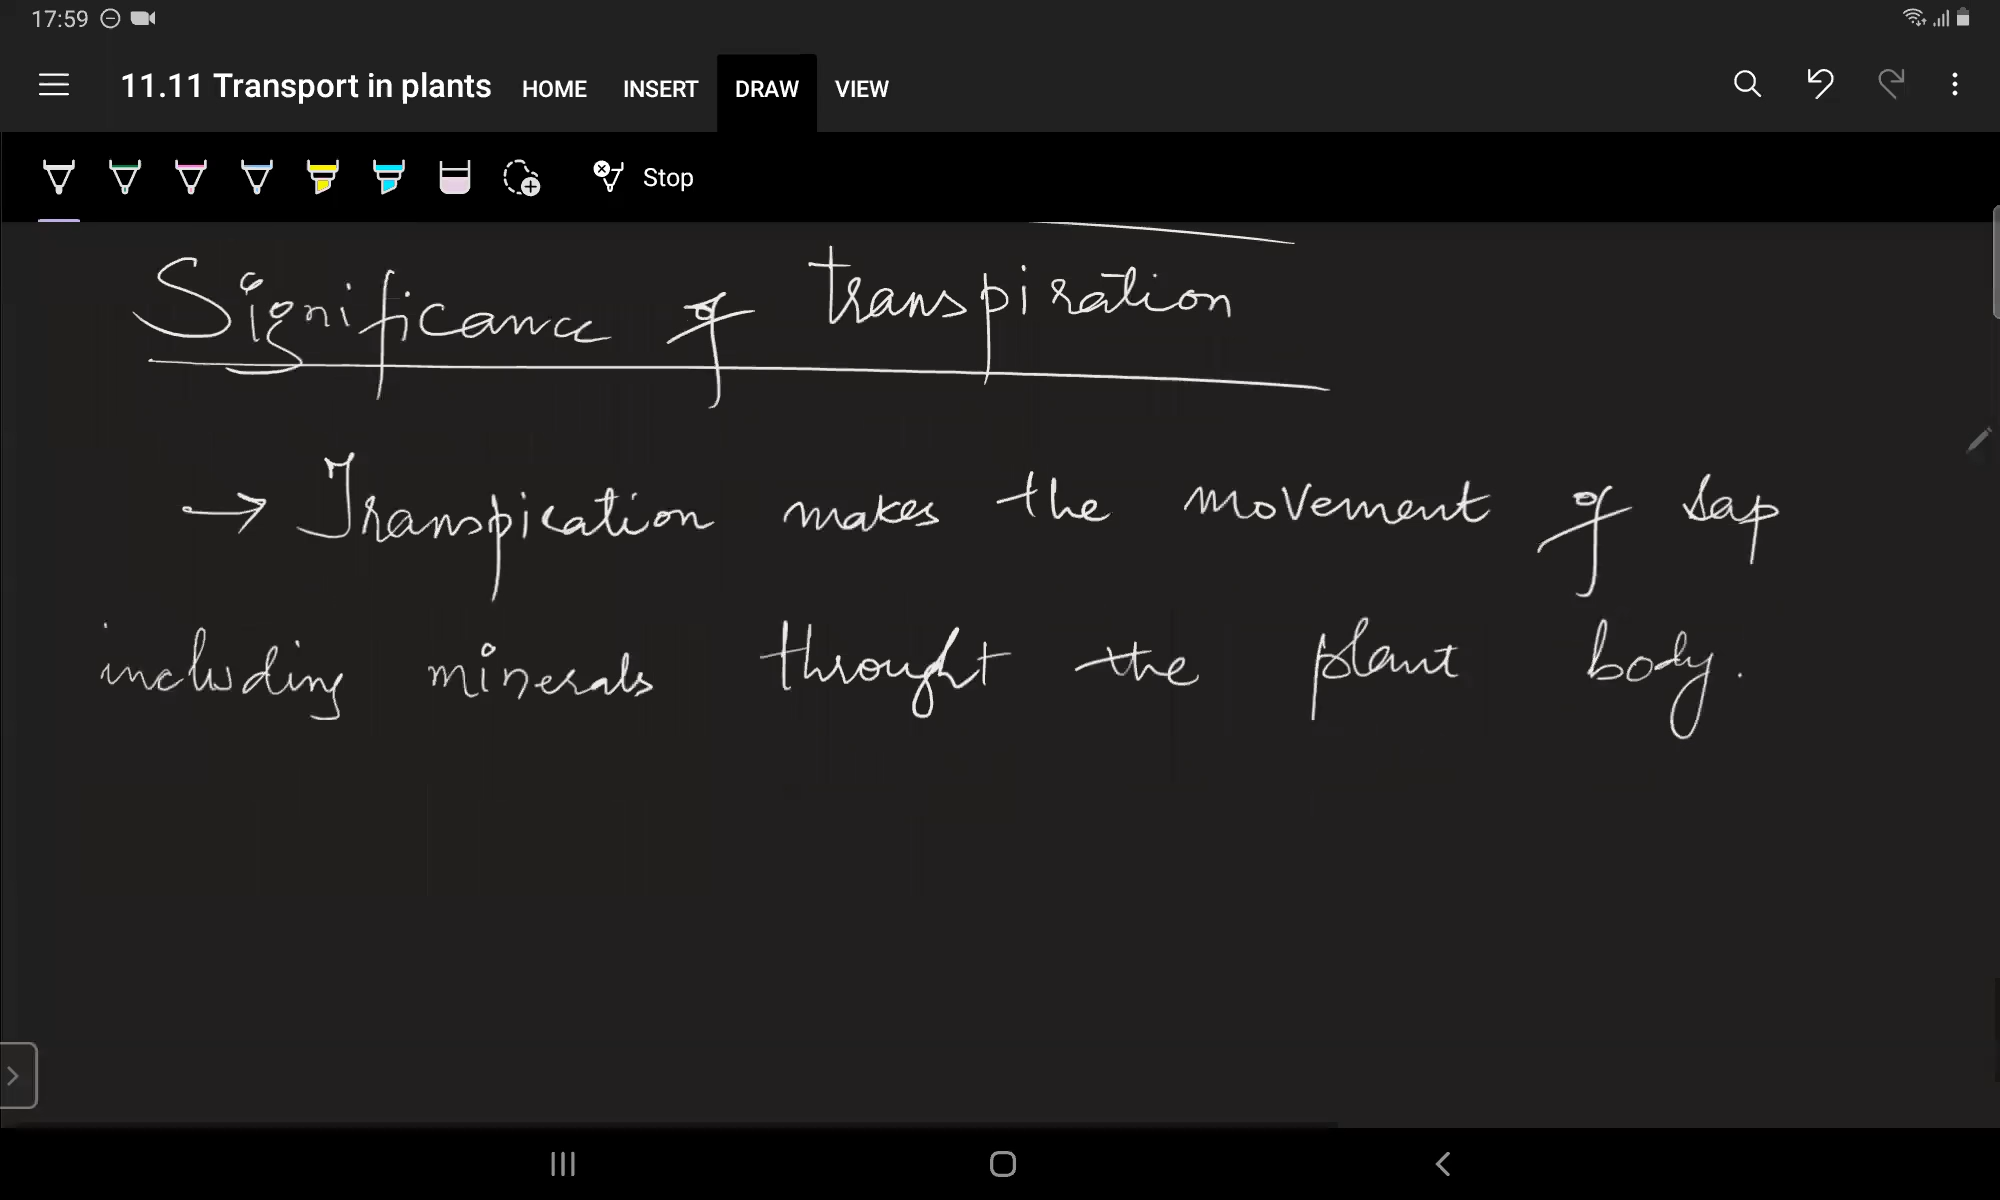 17:59
11.11 Transport in plants HOME INSERT DRAW VIEW
Stop
Significance of transpiration
→ Transpiration makes the movement of sap
including minerals throught the plant body.